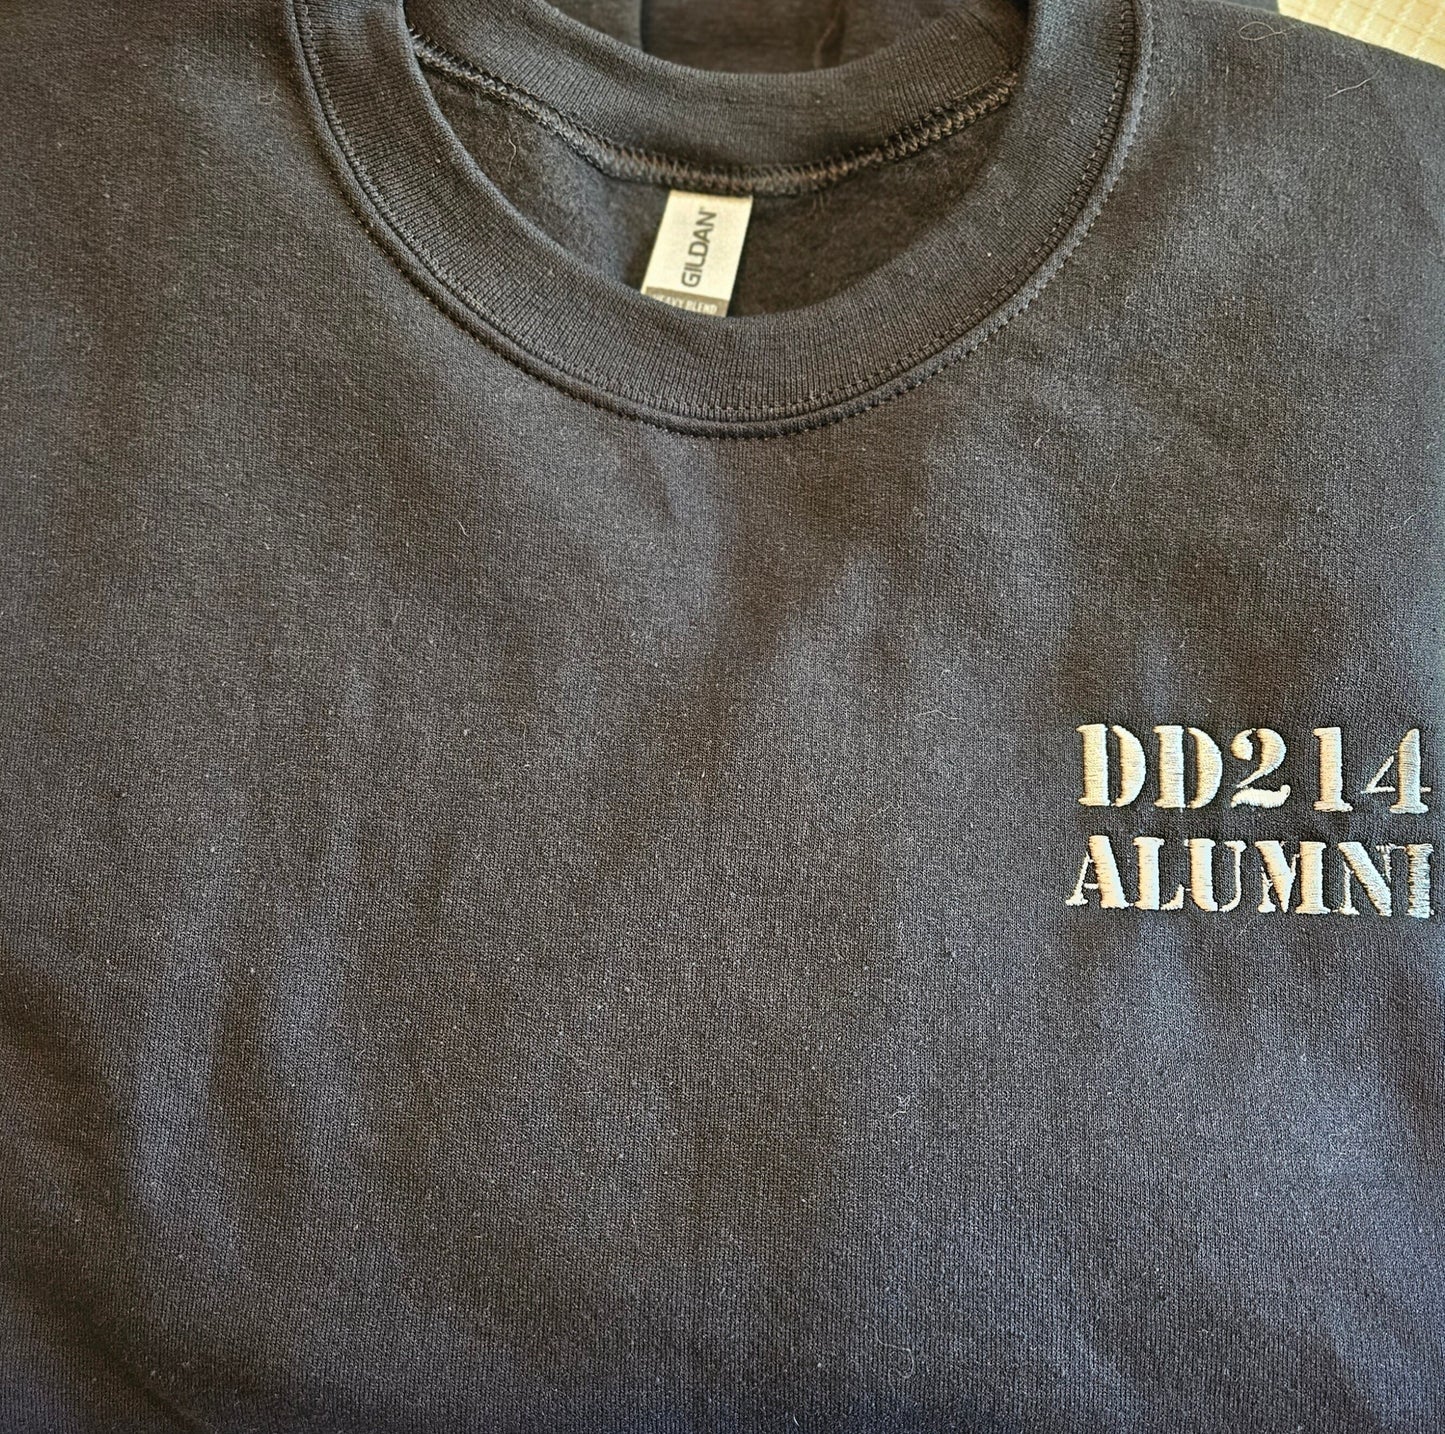 GILDAN
HEAVY BLEND
DD214
ALUMNI